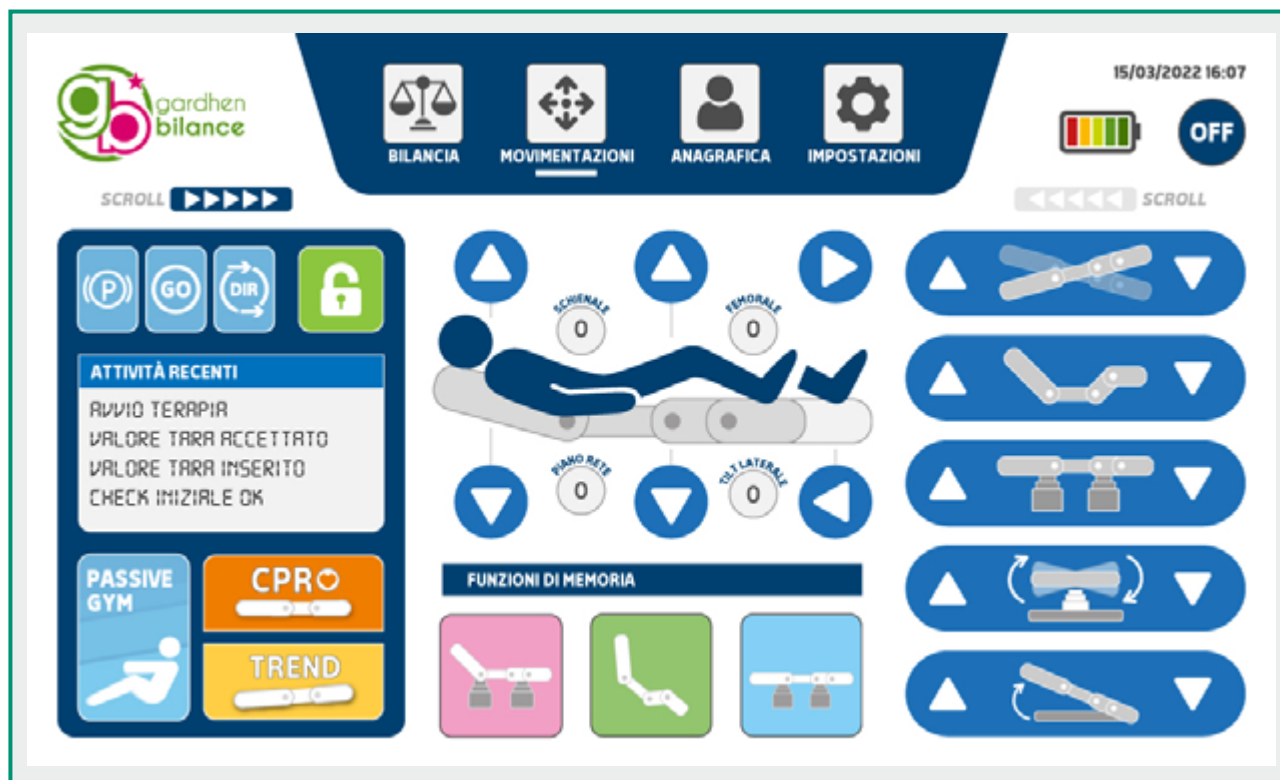 gardhen
bilance
BILANCIA
MOVIMENTAZIONI
ANAGRAFICA
IMPOSTAZIONI
15/03/2022 16:07
OFF
SCROLL
SCROLL
(P)
GO
DIR
ATTIVITÀ RECENTI
AVVIO TERAPIA
VALORE TARA ACCETTATO
VALORE TARA INSERITO
CHECK INIZIALE OK
PASSIVE
GYM
CPR
TREND
SCHIENALE
0
FEMORALE
0
PIANO RETE
0
TILT LATERALE
0
FUNZIONI DI MEMORIA